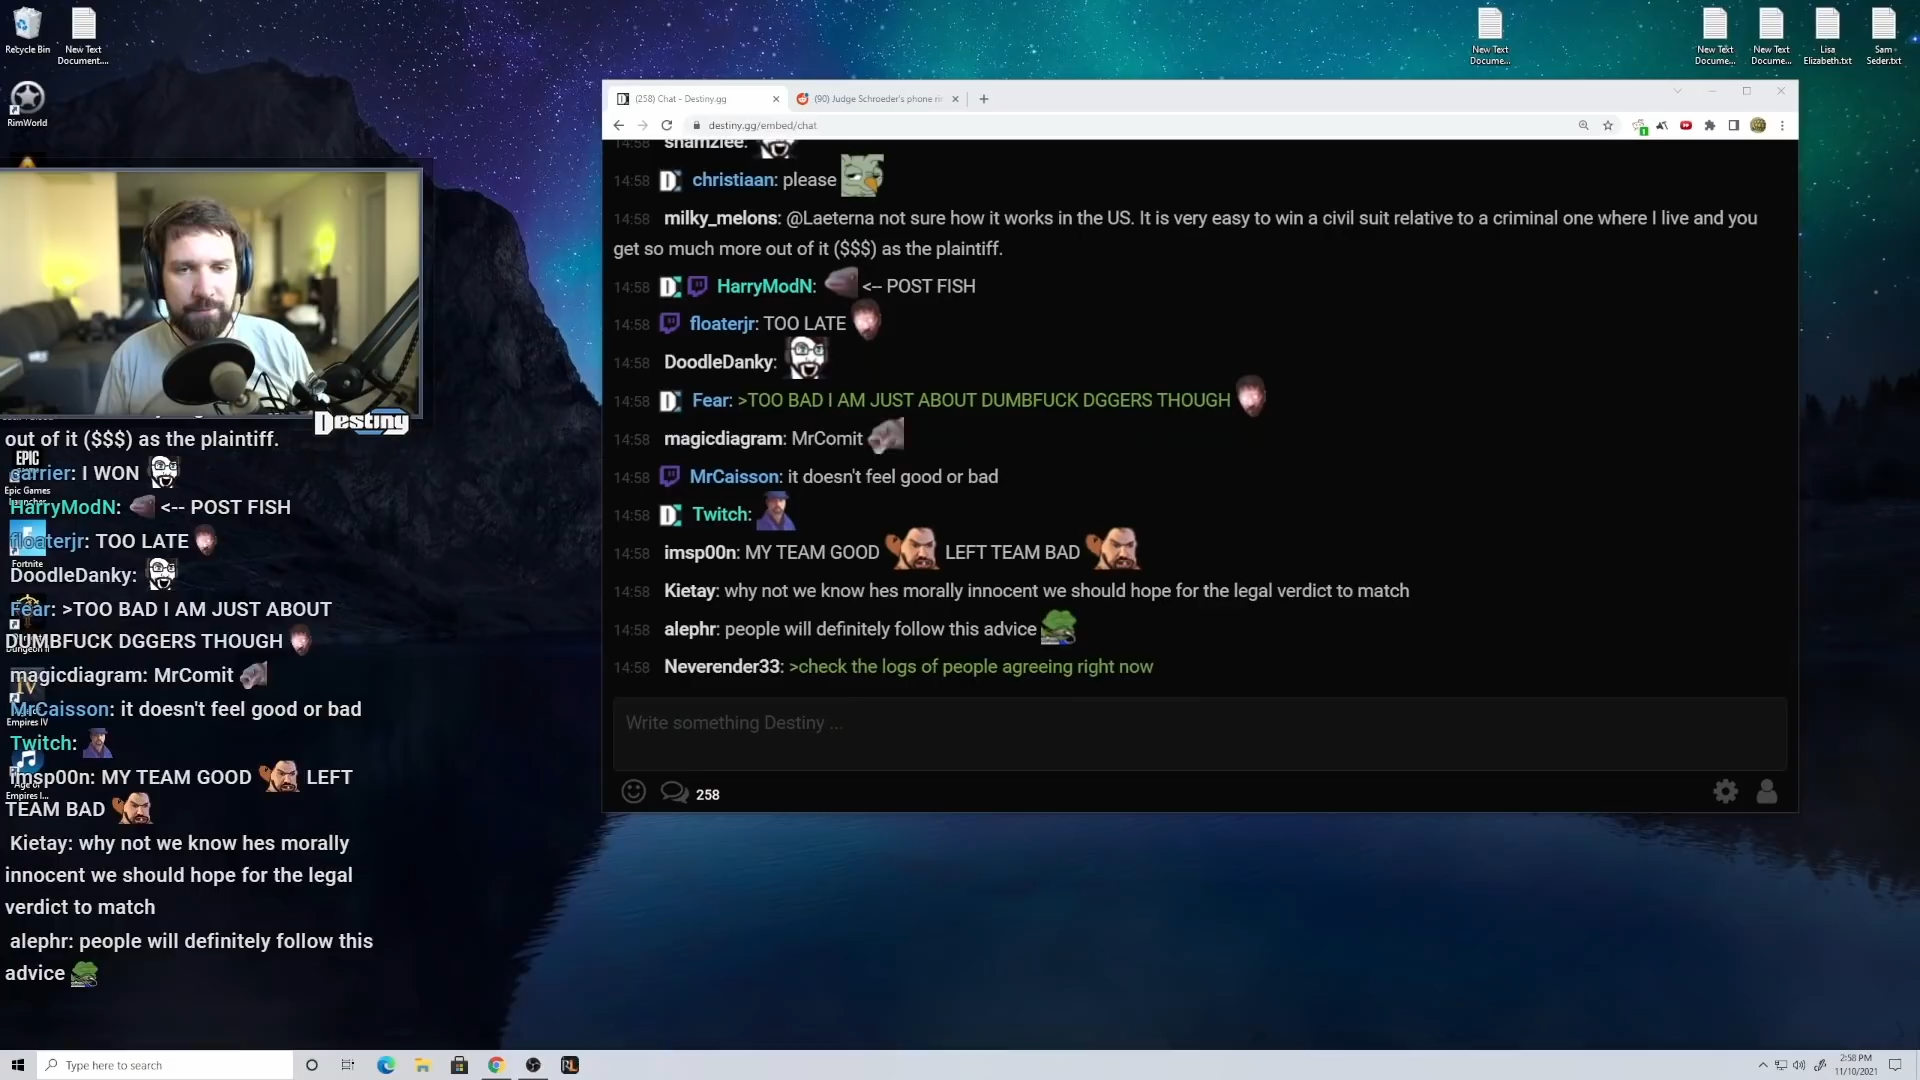 Recycle Bin
New Text
Document....
New Text
Docume...
New Text
Docume...
New Text
Docume...
Lisa
Elizabeth.txt
Sam
Seder.txt
RimWorld
(258) Chat - Destiny.gg
(90) Judge Schroeder's phone ri
destiny.gg/embed/chat
14:58 shamzlee:
14:58 christiaan: please
14:58 milky_melons: @Laeterna not sure how it works in the US. It is very easy to win a civil suit relative to a criminal one where I live and you
get so much more out of it ($$$) as the plaintiff.
14:58 HarryModN: <-- POST FISH
14:58 floaterjr: TOO LATE
14:58 DoodleDanky:
14:58 Fear: >TOO BAD I AM JUST ABOUT DUMBFUCK DGGERS THOUGH
14:58 magicdiagram: MrComit
14:58 MrCaisson: it doesn't feel good or bad
14:58 Twitch:
14:58 imsp00n: MY TEAM GOOD LEFT TEAM BAD
14:58 Kietay: why not we know hes morally innocent we should hope for the legal verdict to match
14:58 alephr: people will definitely follow this advice
14:58 Neverender33: >check the logs of people agreeing right now
Write something Destiny ...
258
Destiny
out of it ($$$) as the plaintiff.
EPIC
carrier: I WON
Epic Games
HarryModN: <-- POST FISH
floaterjr: TOO LATE
Fortnite
DoodleDanky:
Fear: >TOO BAD I AM JUST ABOUT
DUMBFUCK DGGERS THOUGH
magicdiagram: MrComit
IV
MrCaisson: it doesn't feel good or bad
Empires IV
Twitch:
imsp00n: MY TEAM GOOD LEFT
Age of
Empires I...
TEAM BAD
Kietay: why not we know hes morally
innocent we should hope for the legal
verdict to match
alephr: people will definitely follow this
advice
Type here to search
RL
2:58 PM
11/10/2021